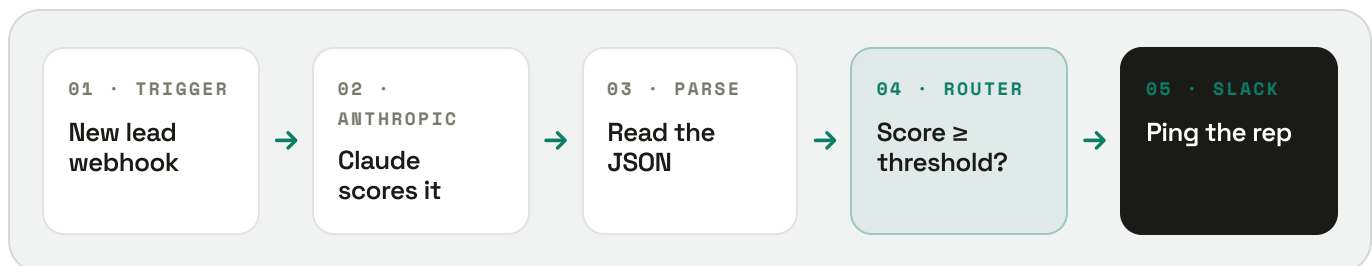 01 · TRIGGER
New lead
webhook
02 ·
ANTHROPIC
Claude
scores it
03 · PARSE
Read the
JSON
04 · ROUTER
Score ≥
threshold?
05 · SLACK
Ping the rep